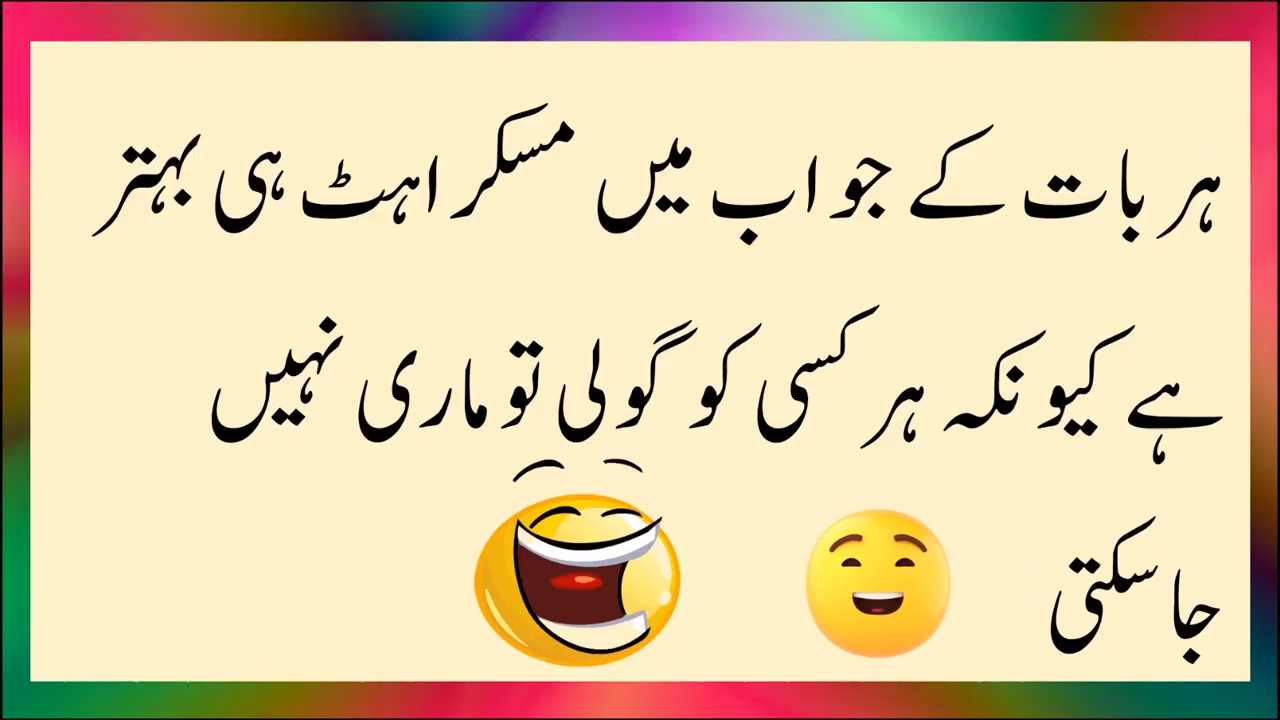 ہر بات کے جواب میں مسکراہٹ ہی بہتر
ہے کیونکہ ہر کسی کو گولی تو ماری نہیں
جا سکتی